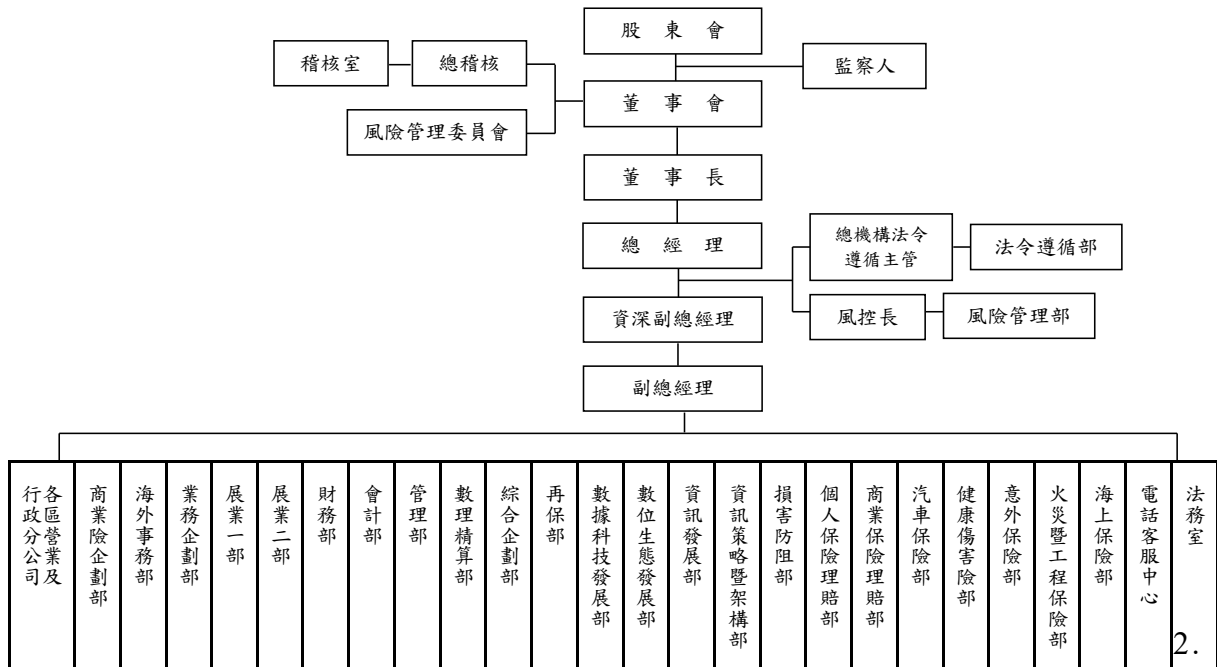 股東會
稽核室
總稽核
監察人
董事會
風險管理委員會
董事長
總經理
總機構法令
遵循主管
法令遵循部
資深副總經理
風控長
風險管理部
副總經理
各區營業及
行政分公司
商業險企劃部
海外事務部
業務企劃部
展業一部
展業二部
財務部
會計部
管理部
數理精算部
綜合企劃部
再保部
數據科技發展部
數位生態發展部
資訊發展部
資訊策略暨架構部
損害防阻部
個人保險理賠部
商業保險理賠部
汽車保險部
健康傷害險部
意外保險部
火災暨工程保險部
海上保險部
電話客服中心
法務室
2.